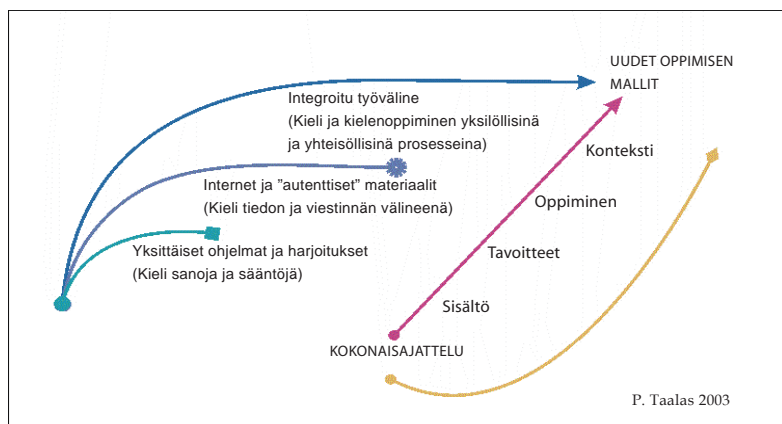 UUDET OPPIMISEN
MALLIT
Integroitu työväline
(Kieli ja kielenoppiminen yksilöllisinä
ja yhteisöllisinä prosesseina)
Konteksti
Internet ja "autenttiset" materiaalit
(Kieli tiedon ja viestinnän välineenä)
Oppiminen
Yksittäiset ohjelmat ja harjoitukset
(Kieli sanoja ja sääntöjä)
Tavoitteet
Sisältö
KOKONAISAJATTELU
P. Taalas 2003